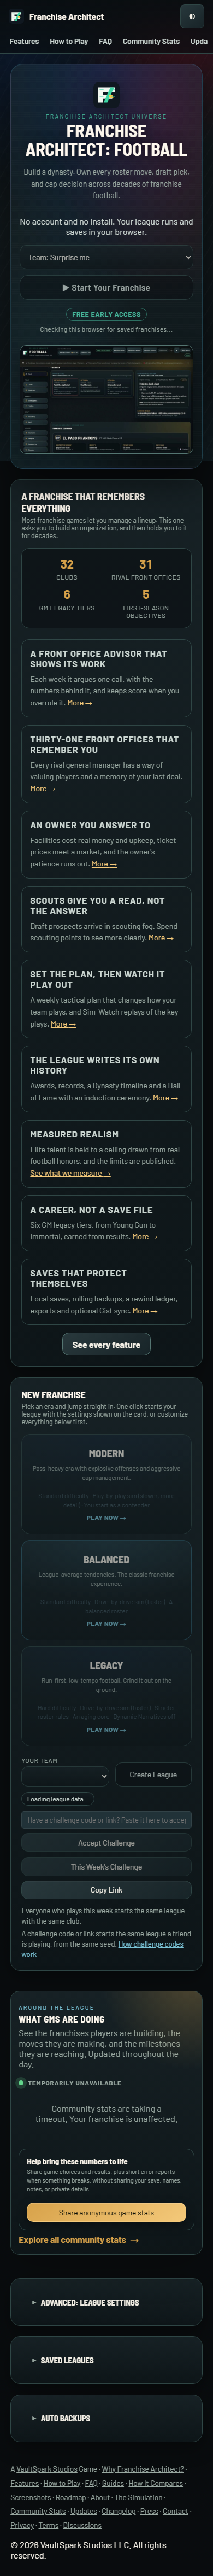 Franchise Architect
Features How to Play FAQ Community Stats Upda
FRANCHISE ARCHITECT UNIVERSE
FRANCHISE
ARCHITECT: FOOTBALL
Build a dynasty. Own every roster move, draft pick,
and cap decision across decades of franchise
football.
No account and no install. Your league runs and
saves in your browser.
Team: Surprise me
▶ Start Your Franchise
FREE EARLY ACCESS
Checking this browser for saved franchises...
FOOTBALL
EL PASO PHANTOMS
A FRANCHISE THAT REMEMBERS
EVERYTHING
Most franchise games let you manage a lineup. This one
asks you to build an organization, and then holds you to it
for decades.
32
CLUBS
31
RIVAL FRONT OFFICES
6
GM LEGACY TIERS
5
FIRST-SEASON
OBJECTIVES
A FRONT OFFICE ADVISOR THAT
SHOWS ITS WORK
Each week it argues one call, with the
numbers behind it, and keeps score when you
overrule it. More →
THIRTY-ONE FRONT OFFICES THAT
REMEMBER YOU
Every rival general manager has a way of
valuing players and a memory of your last deal.
More →
AN OWNER YOU ANSWER TO
Facilities cost real money and upkeep, ticket
prices meet a market, and the owner's
patience runs out. More →
SCOUTS GIVE YOU A READ, NOT
THE ANSWER
Draft prospects arrive in scouting fog. Spend
scouting points to see more clearly. More →
SET THE PLAN, THEN WATCH IT
PLAY OUT
A weekly tactical plan that changes how your
team plays, and Sim-Watch replays of the key
plays. More →
THE LEAGUE WRITES ITS OWN
HISTORY
Awards, records, a Dynasty timeline and a Hall
of Fame with an induction ceremony. More →
MEASURED REALISM
Elite talent is held to a ceiling drawn from real
football history, and the limits are published.
See what we measure →
A CAREER, NOT A SAVE FILE
Six GM legacy tiers, from Young Gun to
Immortal, earned from results. More →
SAVES THAT PROTECT
THEMSELVES
Local saves, rolling backups, a rewind ledger,
exports and optional Gist sync. More →
See every feature
NEW FRANCHISE
Pick an era and jump straight in. One click starts your
league with the settings shown on the card, or customize
everything below first.
MODERN
Pass-heavy era with explosive offenses and aggressive
cap management.
PLAY NOW →
BALANCED
League-average tendencies. The classic franchise
experience.
PLAY NOW →
LEGACY
Run-first, low-tempo football. Grind it out on the
ground.
PLAY NOW →
YOUR TEAM
Create League
Loading league data...
Have a challenge code or link? Paste it here to accep
Accept Challenge
This Week's Challenge
Copy Link
Everyone who plays this week starts the same league
with the same club.
A challenge code or link starts the same league a friend
is playing, from the same seed. How challenge codes
work
AROUND THE LEAGUE
WHAT GMS ARE DOING
See the franchises players are building, the
moves they are making, and the milestones
they are reaching. Updated throughout the
day.
TEMPORARILY UNAVAILABLE
Community stats are taking a
timeout. Your franchise is unaffected.
Help bring these numbers to life
Share game choices and results, plus short error reports
when something breaks, without sharing your save, names,
notes, or private details.
Share anonymous game stats
Explore all community stats →
▸ ADVANCED: LEAGUE SETTINGS
▸ SAVED LEAGUES
▸ AUTO BACKUPS
A VaultSpark Studios Game · Why Franchise Architect? ·
Features · How to Play · FAQ · Guides · How It Compares ·
Screenshots · Roadmap · About · The Simulation ·
Community Stats · Updates · Changelog · Press · Contact ·
Privacy · Terms · Discussions
© 2026 VaultSpark Studios LLC. All rights
reserved.